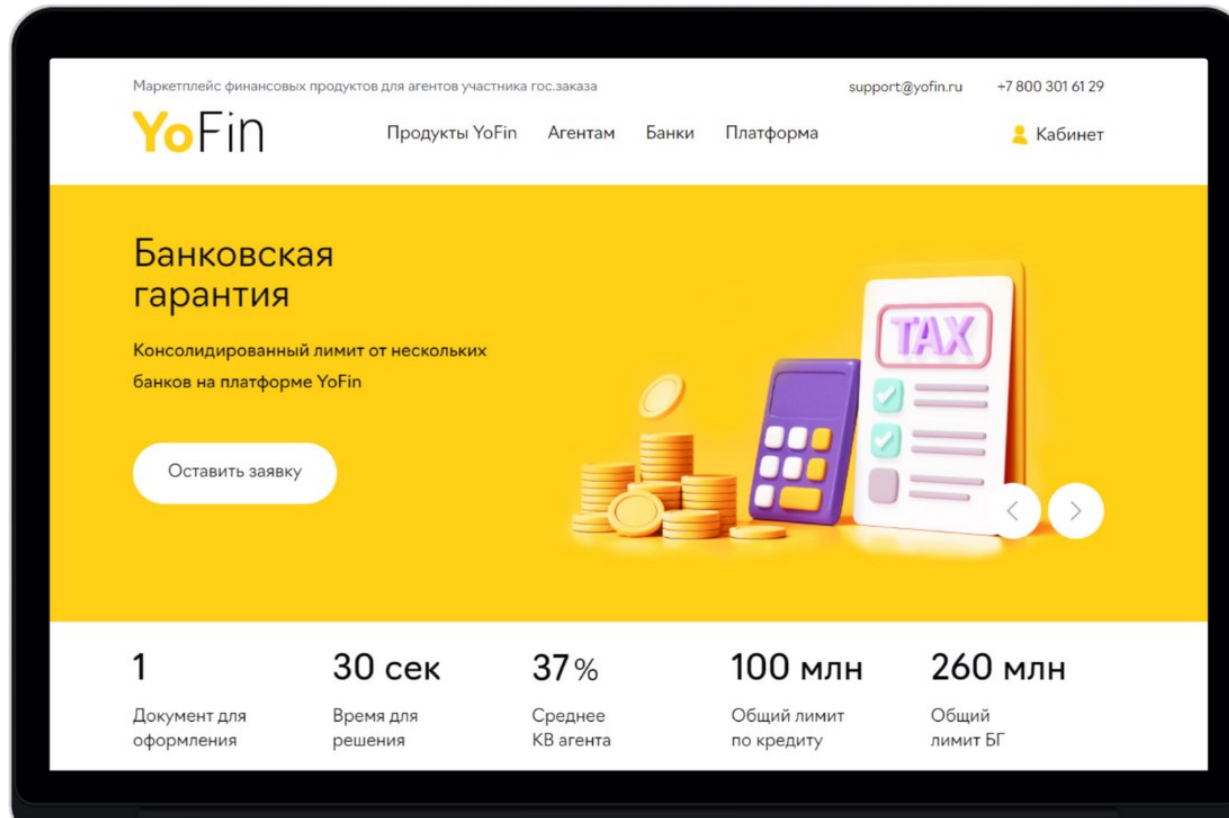 Маркетплейс финансовых продуктов для агентов участника гос.заказа
support@yofin.ru
+7 800 301 61 29
YoFin
Продукты YoFin
Агентам
Банки
Платформа
Кабинет
Банковская
гарантия
Консолидированный лимит от нескольких
банков на платформе YoFin
Оставить заявку
TAX
1
Документ для
оформления
30 сек
Время для
решения
37 %
Среднее
КВ агента
100 млн
Общий лимит
по кредиту
260 млн
Общий
лимит БГ